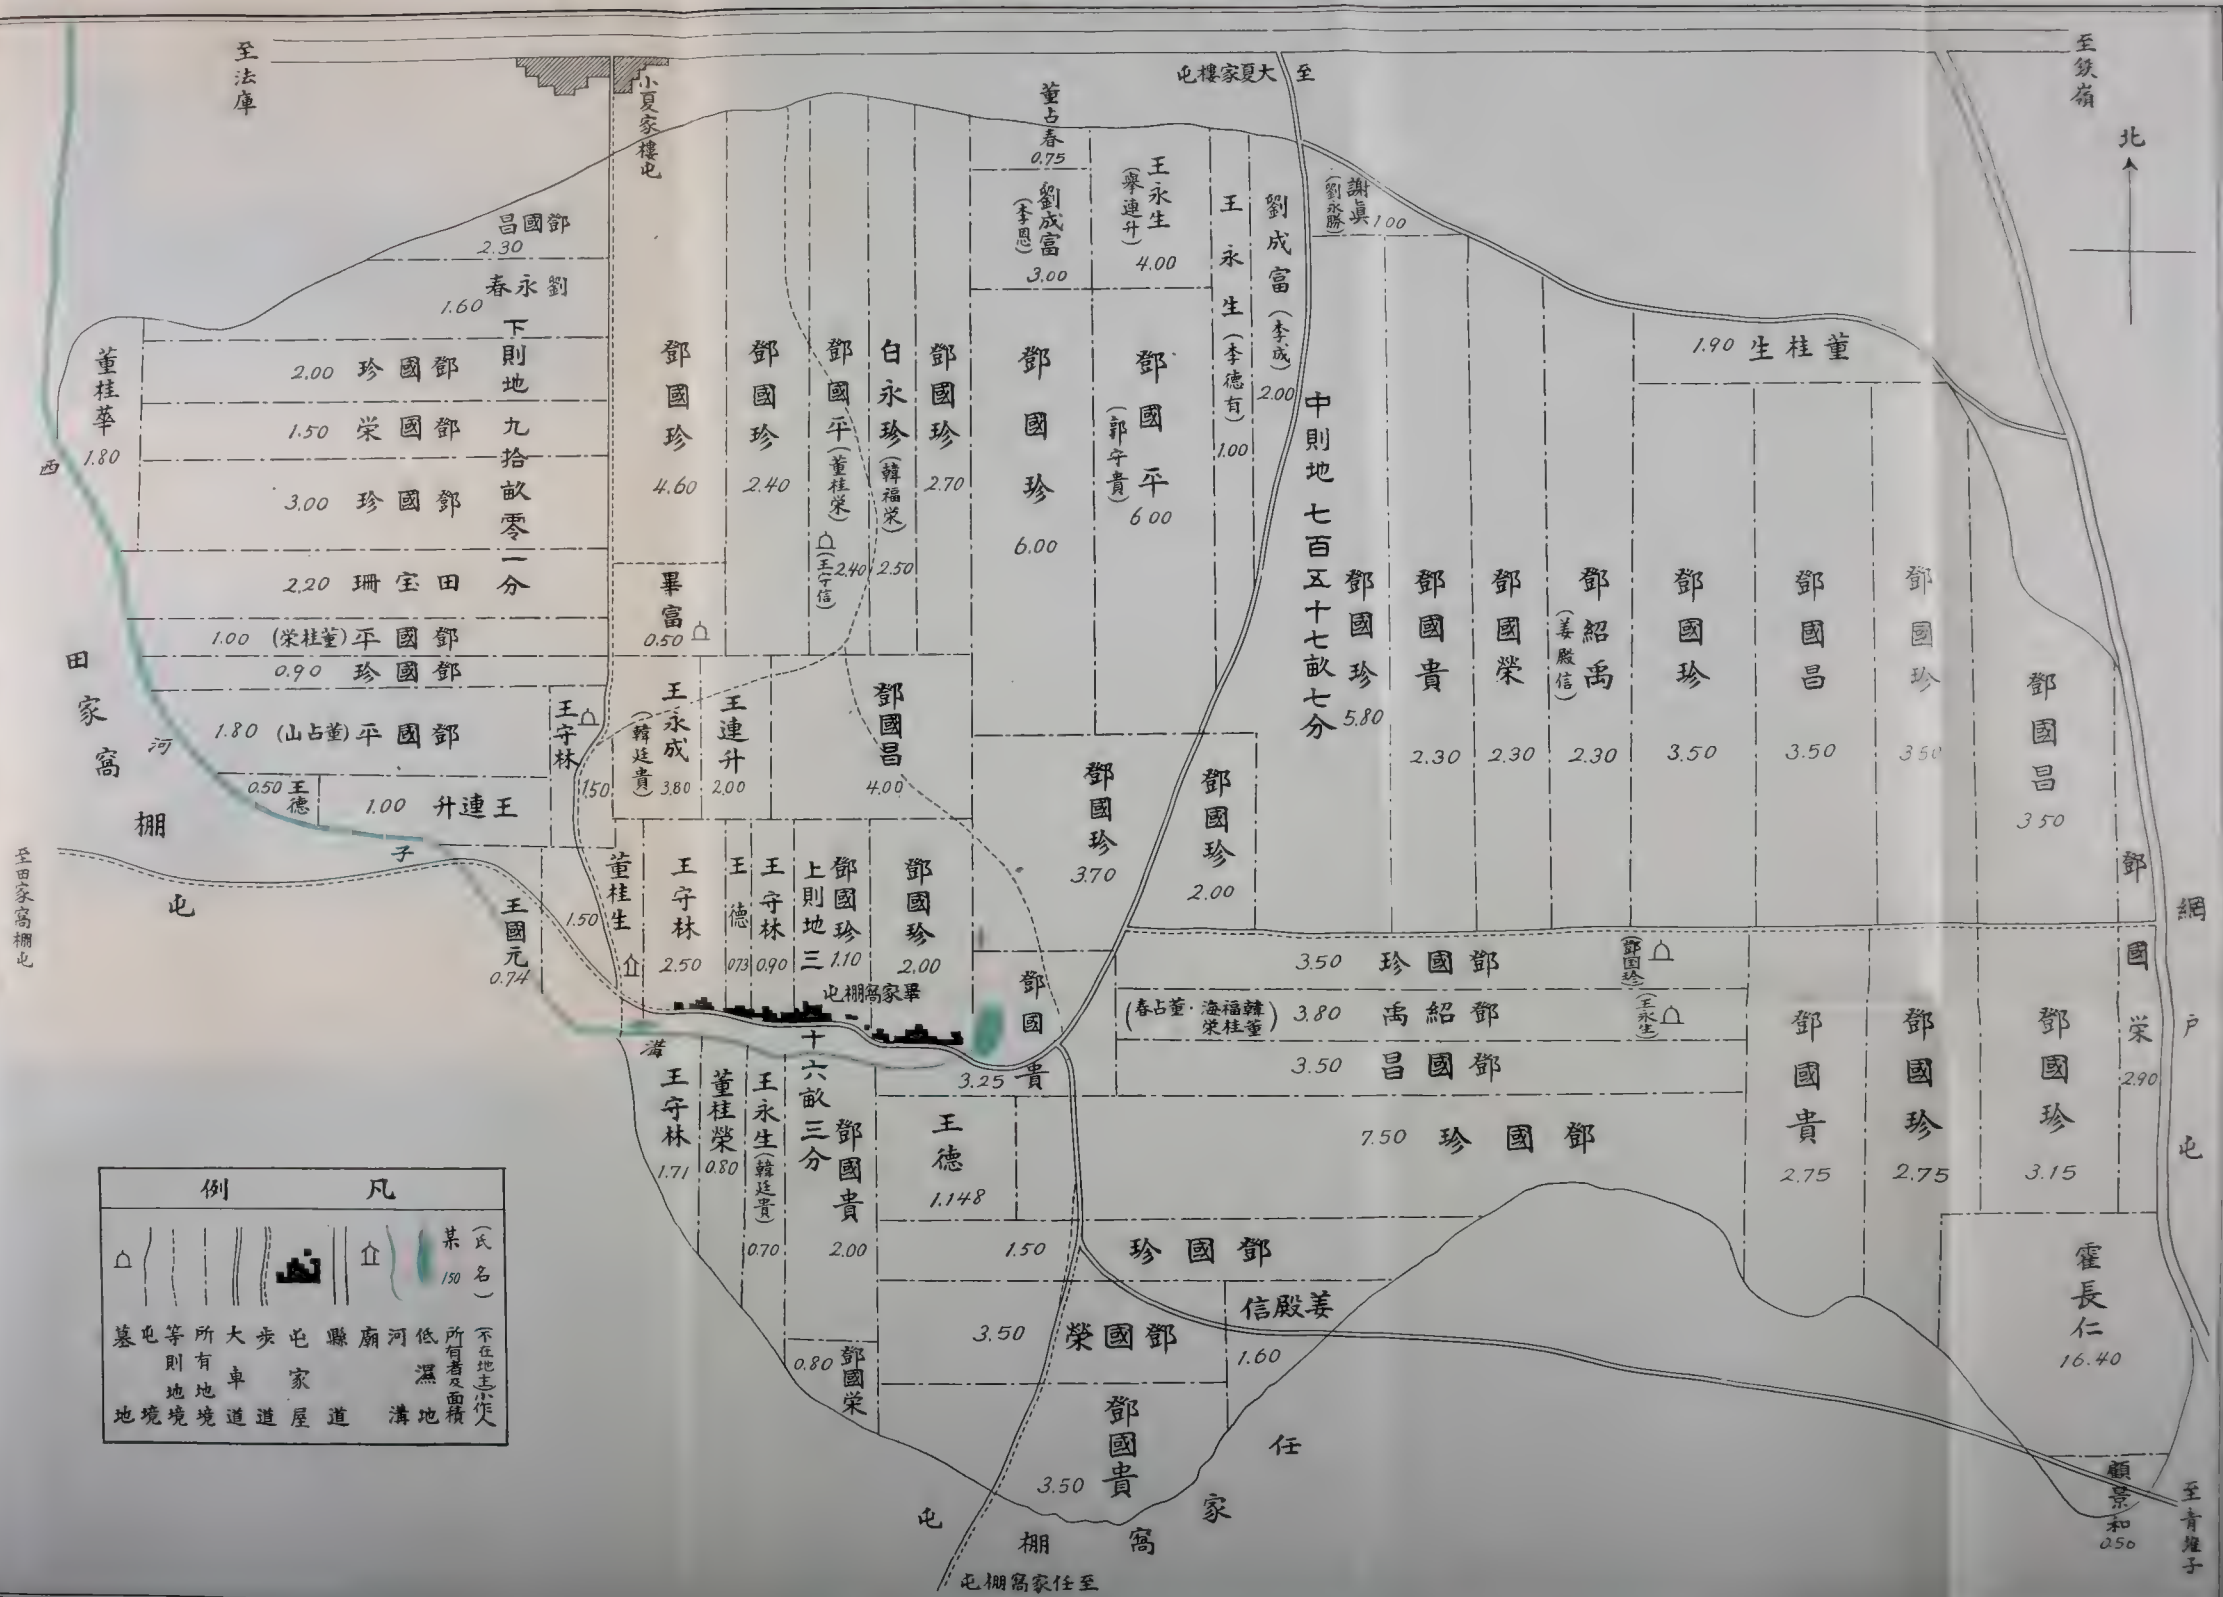 至法庫
小夏家樓屯
至大夏家樓屯
至鉄嶺
北
鄧國昌
2.30
劉永春
1.60
董桂華
1.80
鄧國珍 2.00
鄧國栄 1.50
鄧國珍 3.00
田宝珊 2.20
鄧國平(董桂栄) 1.00
鄧國珍 0.90
鄧國平(董占山) 1.80
王德
0.50
王連升 1.00
王守林
1.50
下則地九拾畝零一分
西
河
子
溝
田家窩棚屯
至田家窩棚屯
王國元
0.74
董桂生
1.50
鄧國珍
4.60
鄧國珍
2.40
鄧國平(董桂栄)
2.40
(王守信)
白永珍(韓福栄)
2.50
鄧國珍
2.70
董占春
0.75
劉成富
(李恩)
3.00
王永生
(畢連升)
4.00
王永生(李德有)
1.00
劉成富(李成)
2.00
鄧國珍
6.00
鄧國平
(郭守貴)
6.00
畢富
0.50
王永成
(韓廷貴)
3.80
王連升
2.00
鄧國昌
4.00
鄧國珍
3.70
鄧國珍
2.00
王守林
2.50
王德
0.73
王守林
0.90
鄧國珍
1.10
鄧國珍
2.00
上則地三十六畝三分
畢家窩棚屯
鄧國貴
3.25
謝眞
(劉永勝)
1.00
中則地七百五十七畝七分
鄧國珍
5.80
鄧國貴
2.30
鄧國榮
2.30
鄧紹禹
(姜殿信)
2.30
鄧國珍
3.50
鄧國昌
3.50
鄧國珍
3.50
鄧國昌
3.50
董桂生 1.90
鄧國栄
2.90
網戸屯
鄧國珍 3.50
(鄧国珍)
鄧紹禹 3.80
(韓福海·董占春
董桂栄)
(王永生)
鄧國昌 3.50
鄧國珍 7.50
鄧國貴
2.75
鄧國珍
2.75
鄧國珍
3.15
霍長仁
16.40
顧景和
0.50
至青堆子
王守林
1.71
董桂榮
0.80
王永生(韓廷貴)
0.70
鄧國貴
2.00
鄧國栄
0.80
王德
1.148
鄧國珍 1.50
鄧國榮 3.50
姜殿信
1.60
鄧國貴
3.50
任家窩棚屯
至任家窩棚屯
凡例
(氏名) (不在地主)小作人
某 150 所有者及面積
低濕地
河溝
廟
縣道
屯家屋
歩道
大車道
所有地境
等則地境
屯境
墓地